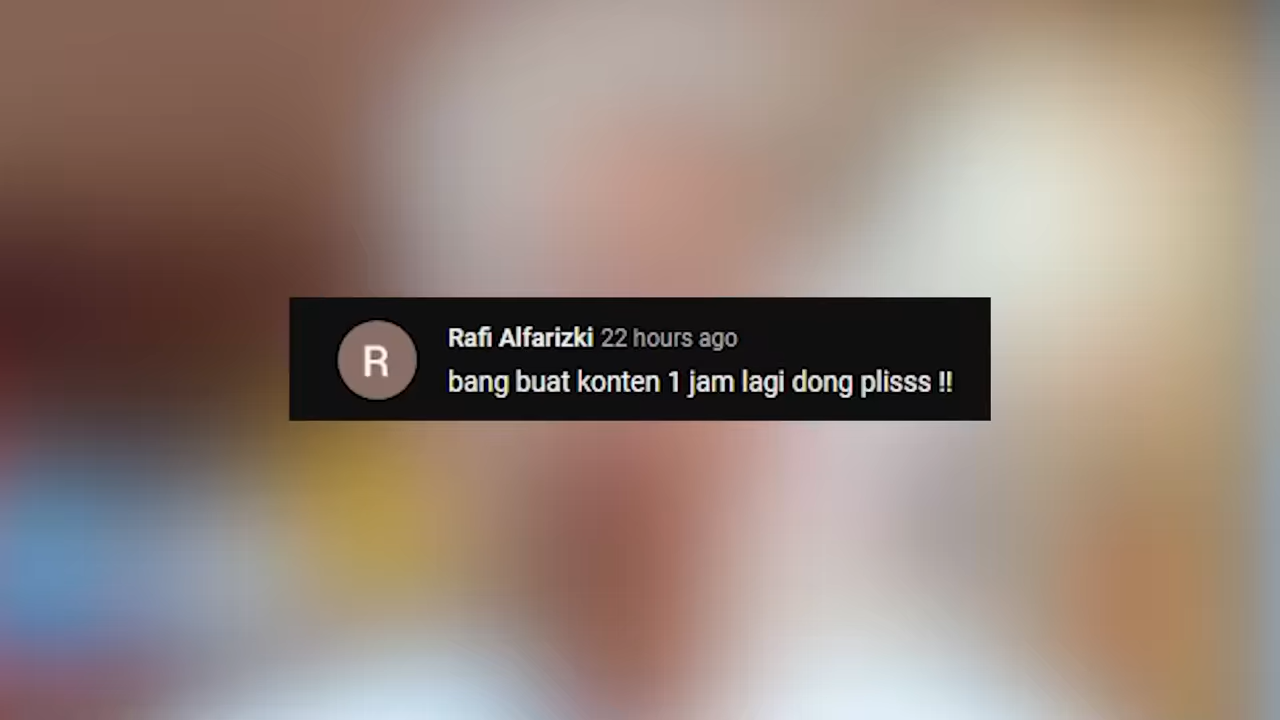 R
Rafi Alfarizki 22 hours ago
bang buat konten 1 jam lagi dong plisss !!